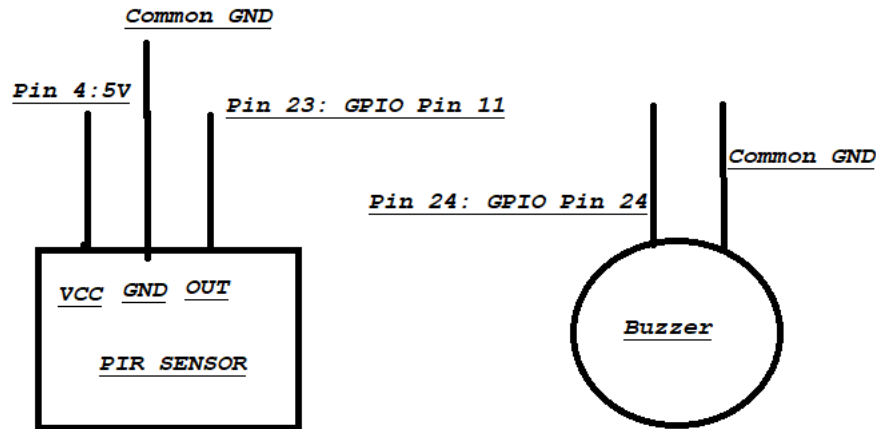 Common GND
Pin 4:5V
Pin 23: GPIO Pin 11
Common GND
Pin 24: GPIO Pin 24
VCC GND OUT
Buzzer
PIR SENSOR